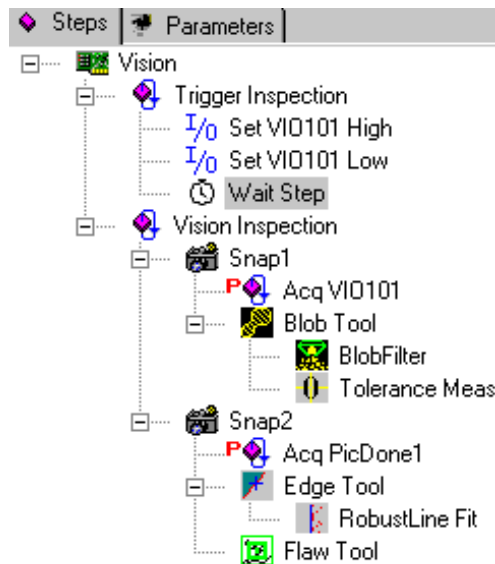 Steps Parameters
Vision
Trigger Inspection
I/O Set VIO101 High
I/O Set VIO101 Low
Wait Step
Vision Inspection
Snap1
P Acq VIO101
Blob Tool
BlobFilter
Tolerance Meas
Snap2
P Acq PicDone1
Edge Tool
RobustLine Fit
Flaw Tool